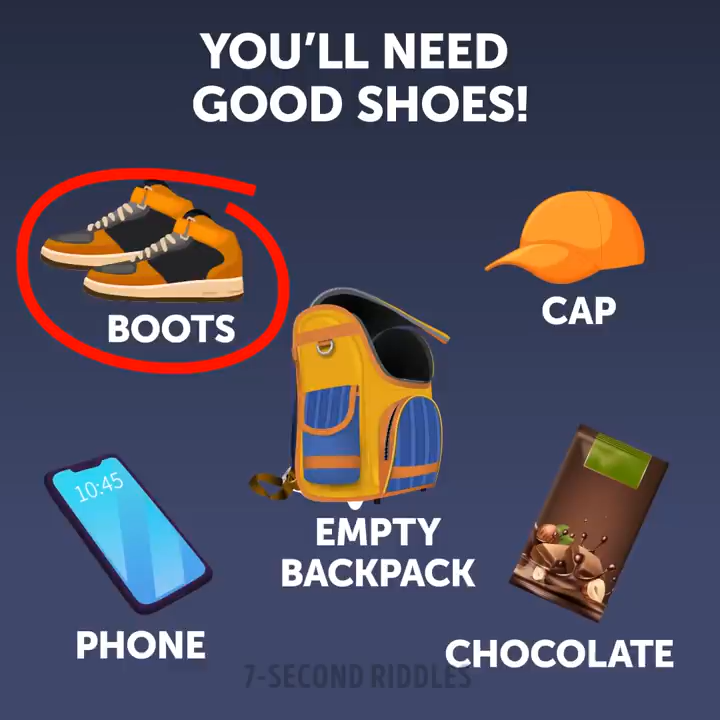 YOU'LL NEED
GOOD SHOES!
BOOTS
CAP
10:45
EMPTY
BACKPACK
PHONE
CHOCOLATE
7-SECOND RIDDLES